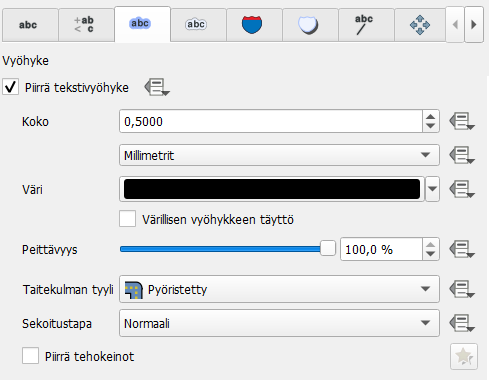 abc
+ab
< c
abc
abc
abc
Vyöhyke
Piirrä tekstivyöhyke
Koko
0,5000
Millimetrit
Väri
Värillisen vyöhykkeen täyttö
Peittävyys
100,0 %
Taitekulman tyyli
Pyöristetty
Sekoitustapa
Normaali
Piirrä tehokeinot